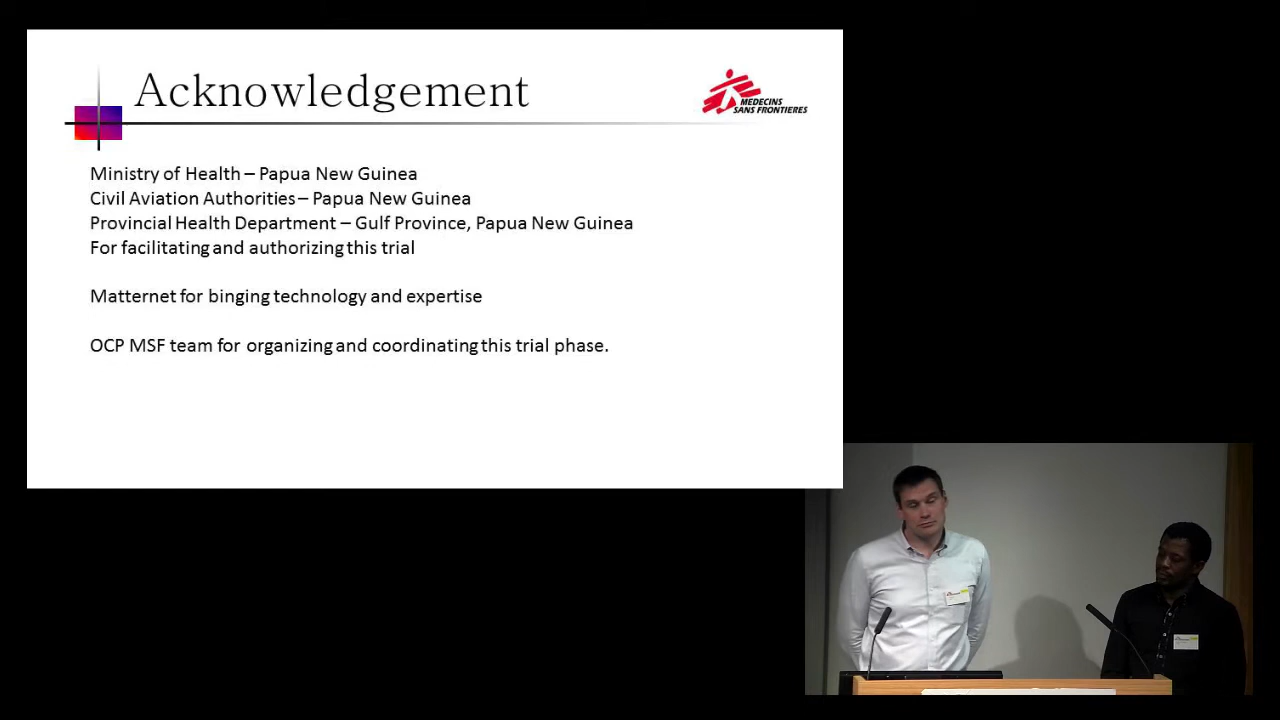 Acknowledgement
MEDECINS
SANS FRONTIERES
Ministry of Health – Papua New Guinea
Civil Aviation Authorities – Papua New Guinea
Provincial Health Department – Gulf Province, Papua New Guinea
For facilitating and authorizing this trial
Matternet for binging technology and expertise
OCP MSF team for organizing and coordinating this trial phase.